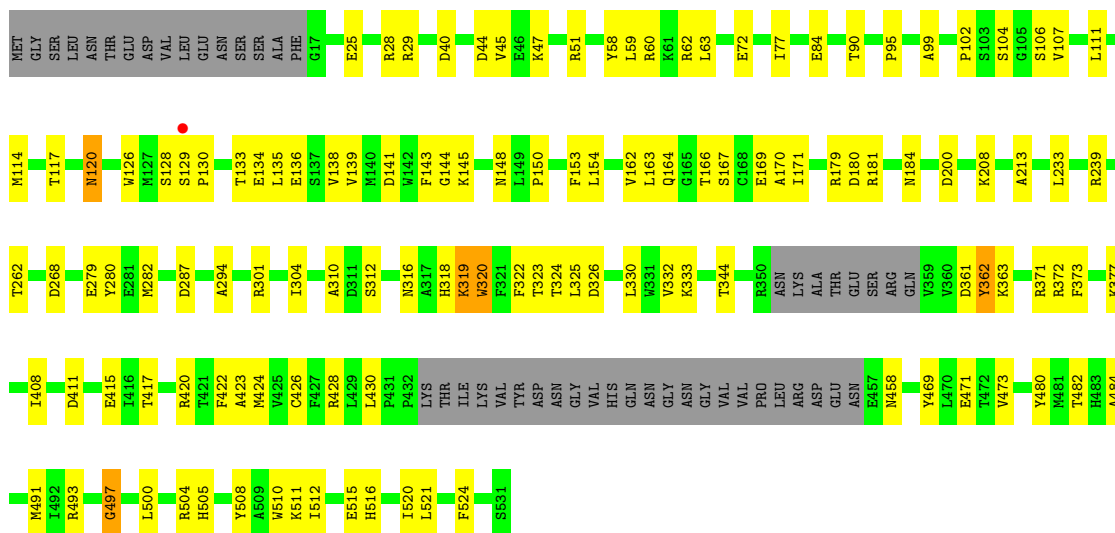 MET GLY SER LEU ASN THR GLU ASP VAL LEU GLU ASN SER SER ALA PHE G17 E25 R28 R29 D40 D44 V45 E46 K47 R51 Y58 L59 R60 K61 R62 L63 E72 I77 E84 T90 P95 A99 P102 S103 S104 G105 S106 V107 L111
M114 T117 N120 W126 M127 S128 S129 P130 T133 E134 L135 E136 S137 V138 V139 M140 D141 W142 F143 G144 K145 N148 L149 P150 F153 L154 V162 L163 Q164 G165 T166 S167 C168 E169 A170 I171 R179 D180 R181 N184 D200 K208 A213 L233 R239
T262 D268 E279 Y280 E281 M282 D287 A294 R301 I304 A310 D311 S312 N316 A317 H318 K319 W320 F321 F322 T323 T324 L325 D326 L330 W331 V332 K333 T344 R350 ASN LYS ALA THR GLU SER ARG GLN V359 V360 D361 Y362 K363 R371 R372 F373 K377
I408 D411 E415 I416 T417 R420 T421 F422 A423 M424 V425 C426 F427 R428 L429 L430 P431 P432 LYS THR ILE LYS VAL TYR ASP ASP ASN GLY VAL HIS GLN ASN GLY ASN GLY VAL VAL PRO LEU ARG ASP GLU ASN E457 N458 Y469 L470 E471 T472 V473 Y480 M481 T482 H483 A484
M491 I492 R493 G497 L500 R504 H505 Y508 A509 W510 K511 I512 E515 H516 I520 L521 F524 S531